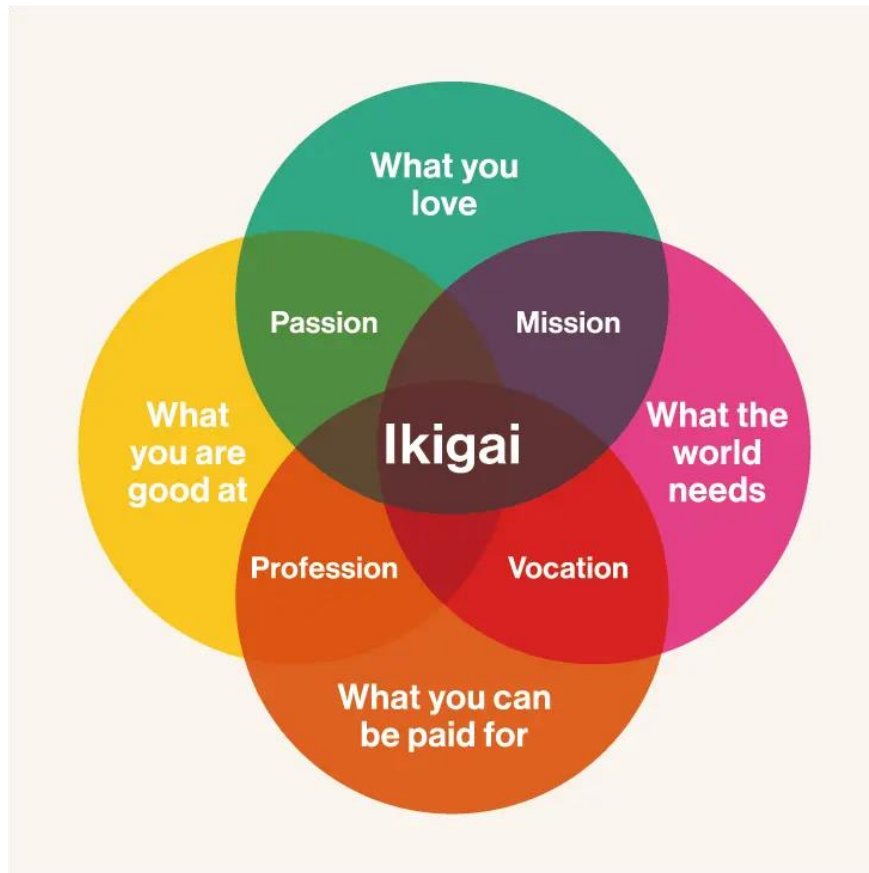 What you
love
Passion
Mission
What
you are
good at
Ikigai
What the
world
needs
Profession
Vocation
What you can
be paid for